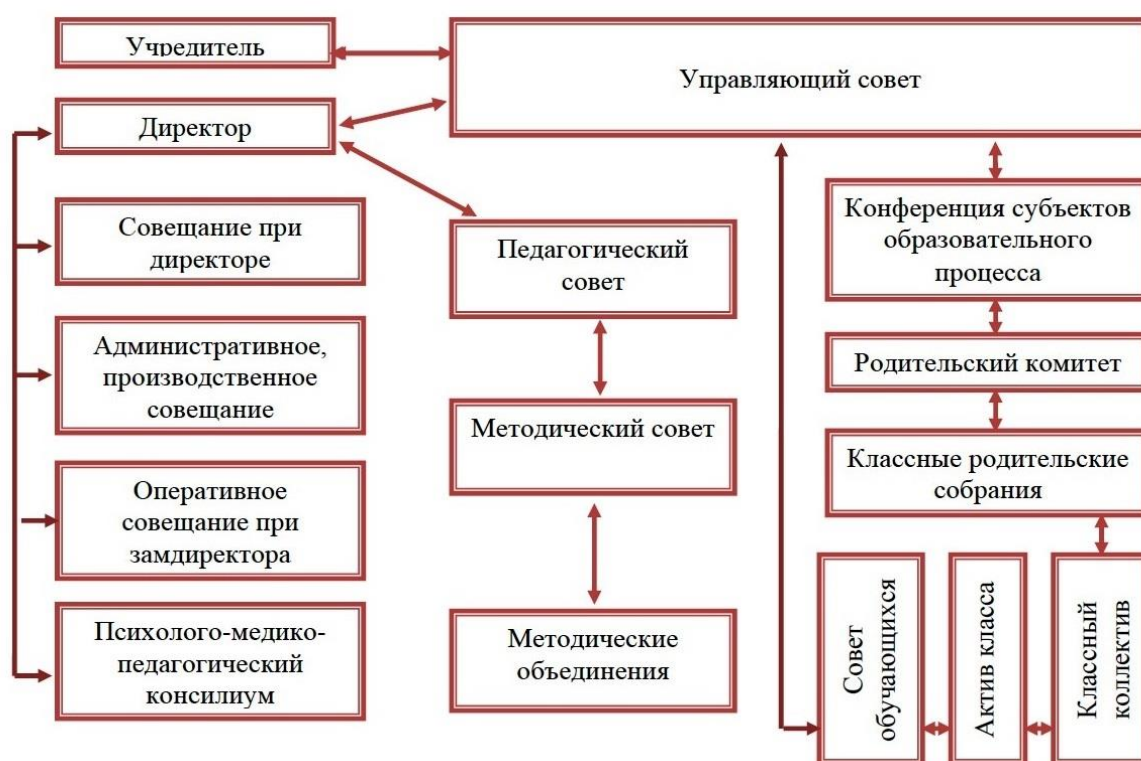 Учредитель
Управляющий совет
Директор
Совещание при
директоре
Административное,
производственное
совещание
Оперативное
совещание при
замдиректора
Психолого-медико-
педагогический
консилиум
Педагогический
совет
Методический совет
Методические
объединения
Конференция субъектов
образовательного
процесса
Родительский комитет
Классные родительские
собрания
Совет
обучающихся
Актив класса
Классный
коллектив